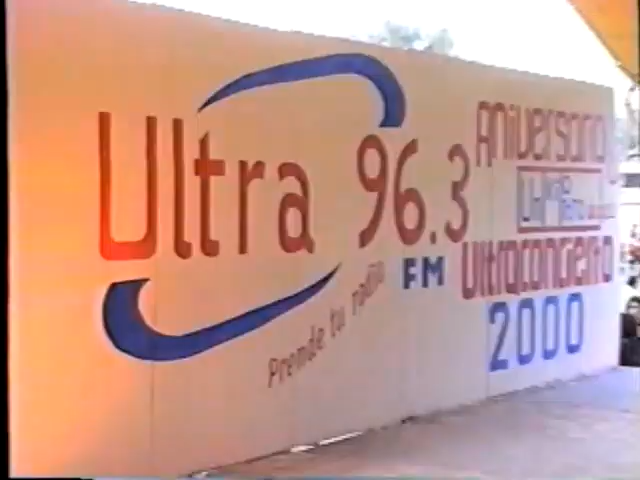 Ultra 96.3
FM
Prende tu radio
Aniversario
Ultraconcierto
2000